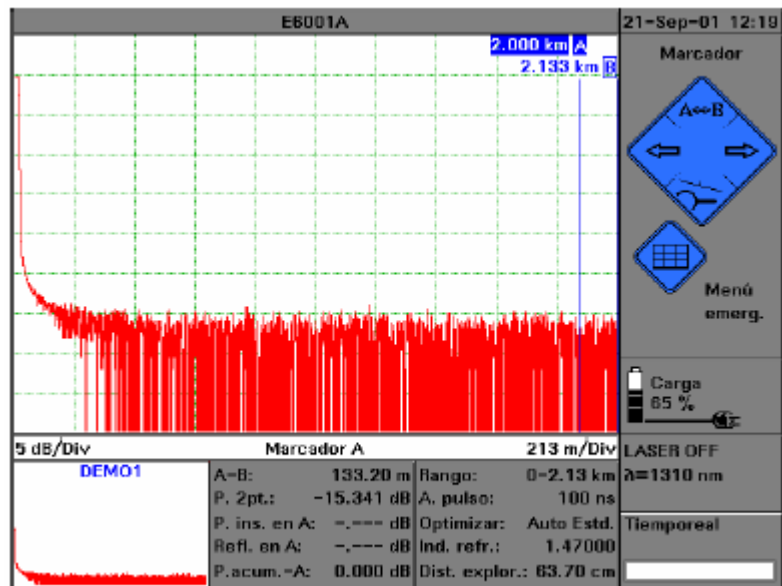 E6001A
21-Sep-01 12:19
2.000 km A
2.133 km B
Marcador
A⇔B
Menú
emerg.
Carga
65 %
5 dB/Div
Marcador A
213 m/Div
LASER OFF
λ=1310 nm
DEMO1
A-B: 133.20 m
P. 2pt.: -15.341 dB
P. ins. en A: -.--- dB
Refl. en A: -.--- dB
P.acum.-A: 0.000 dB
Rango: 0-2.13 km
A. pulso: 100 ns
Optimizar: Auto Estd.
Ind. refr.: 1.47000
Dist. explor.: 63.70 cm
Tiemporeal